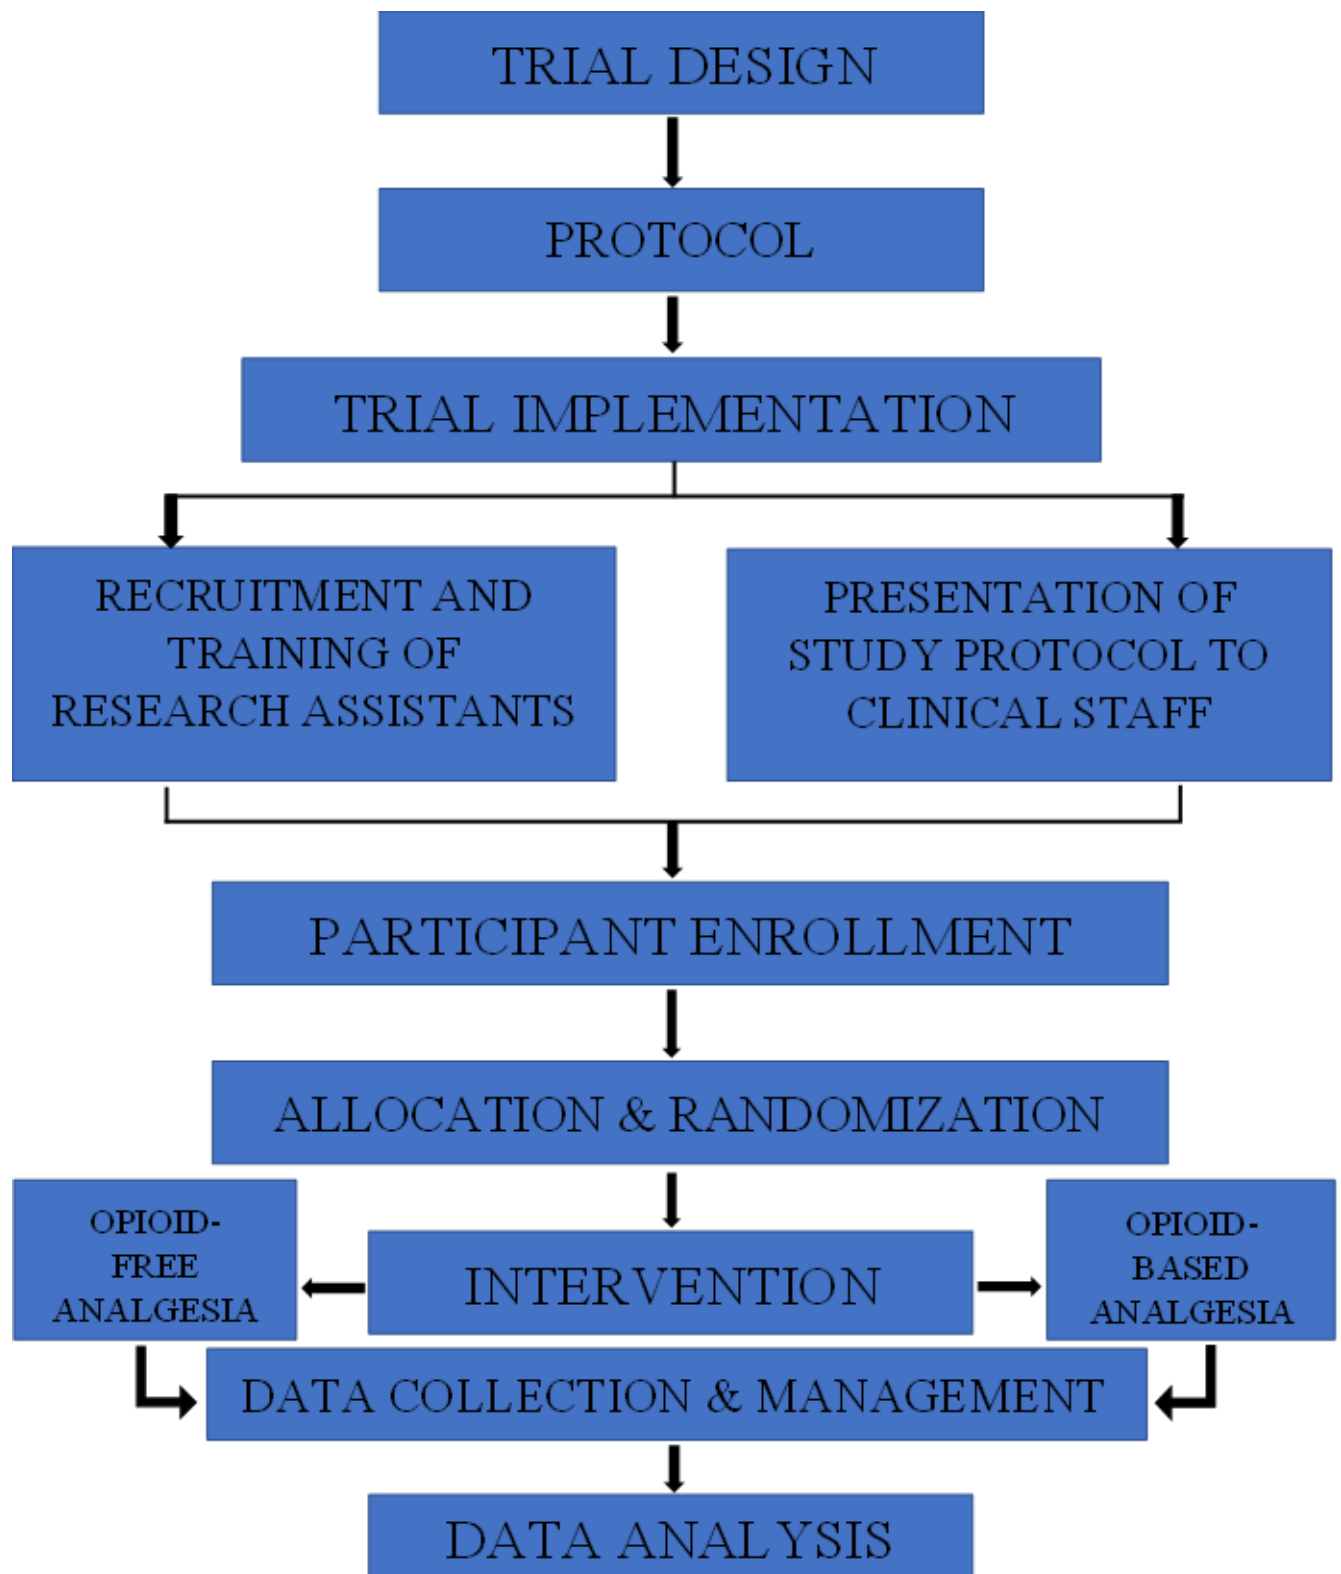 TRIAL DESIGN
PROTOCOL
TRIAL IMPLEMENTATION
RECRUITMENT AND
TRAINING OF
RESEARCH ASSISTANTS
PRESENTATION OF
STUDY PROTOCOL TO
CLINICAL STAFF
PARTICIPANT ENROLLMENT
ALLOCATION & RANDOMIZATION
OPIOID-
FREE
ANALGESIA
INTERVENTION
OPIOID-
BASED
ANALGESIA
DATA COLLECTION & MANAGEMENT
DATA ANALYSIS